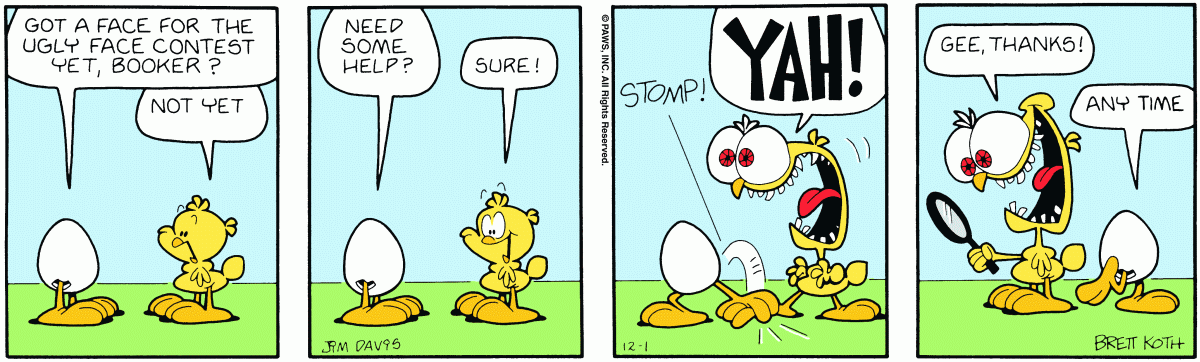 GOT A FACE FOR THE
UGLY FACE CONTEST
YET, BOOKER?
NOT YET
NEED
SOME
HELP?
SURE!
JIM DAVIS
© PAWS, INC. All Rights Reserved.
STOMP!
YAH!
12-1
GEE, THANKS!
ANY TIME
BRETT KOTH